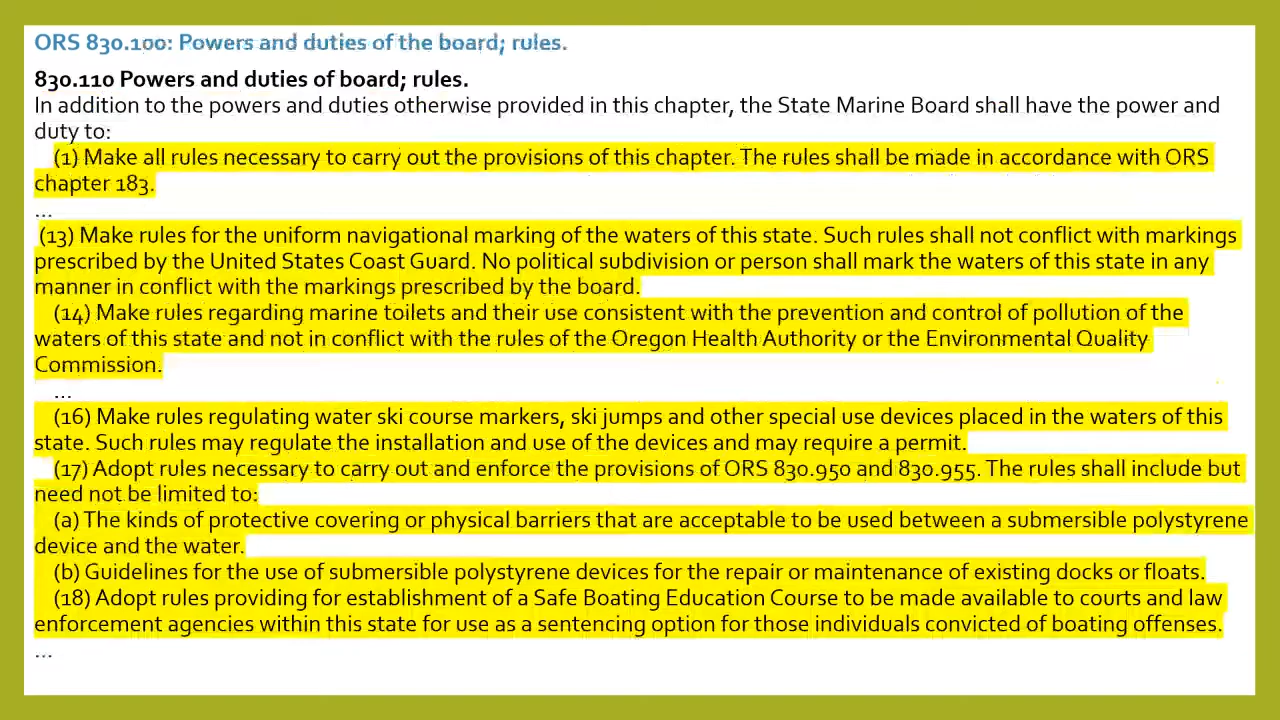 ORS 830.100: Powers and duties of the board; rules.
830.110 Powers and duties of board; rules.
In addition to the powers and duties otherwise provided in this chapter, the State Marine Board shall have the power and
duty to:
(1) Make all rules necessary to carry out the provisions of this chapter. The rules shall be made in accordance with ORS
chapter 183.
...
(13) Make rules for the uniform navigational marking of the waters of this state. Such rules shall not conflict with markings
prescribed by the United States Coast Guard. No political subdivision or person shall mark the waters of this state in any
manner in conflict with the markings prescribed by the board.
(14) Make rules regarding marine toilets and their use consistent with the prevention and control of pollution of the
waters of this state and not in conflict with the rules of the Oregon Health Authority or the Environmental Quality
Commission.
...
(16) Make rules regulating water ski course markers, ski jumps and other special use devices placed in the waters of this
state. Such rules may regulate the installation and use of the devices and may require a permit.
(17) Adopt rules necessary to carry out and enforce the provisions of ORS 830.950 and 830.955. The rules shall include but
need not be limited to:
(a) The kinds of protective covering or physical barriers that are acceptable to be used between a submersible polystyrene
device and the water.
(b) Guidelines for the use of submersible polystyrene devices for the repair or maintenance of existing docks or floats.
(18) Adopt rules providing for establishment of a Safe Boating Education Course to be made available to courts and law
enforcement agencies within this state for use as a sentencing option for those individuals convicted of boating offenses.
...